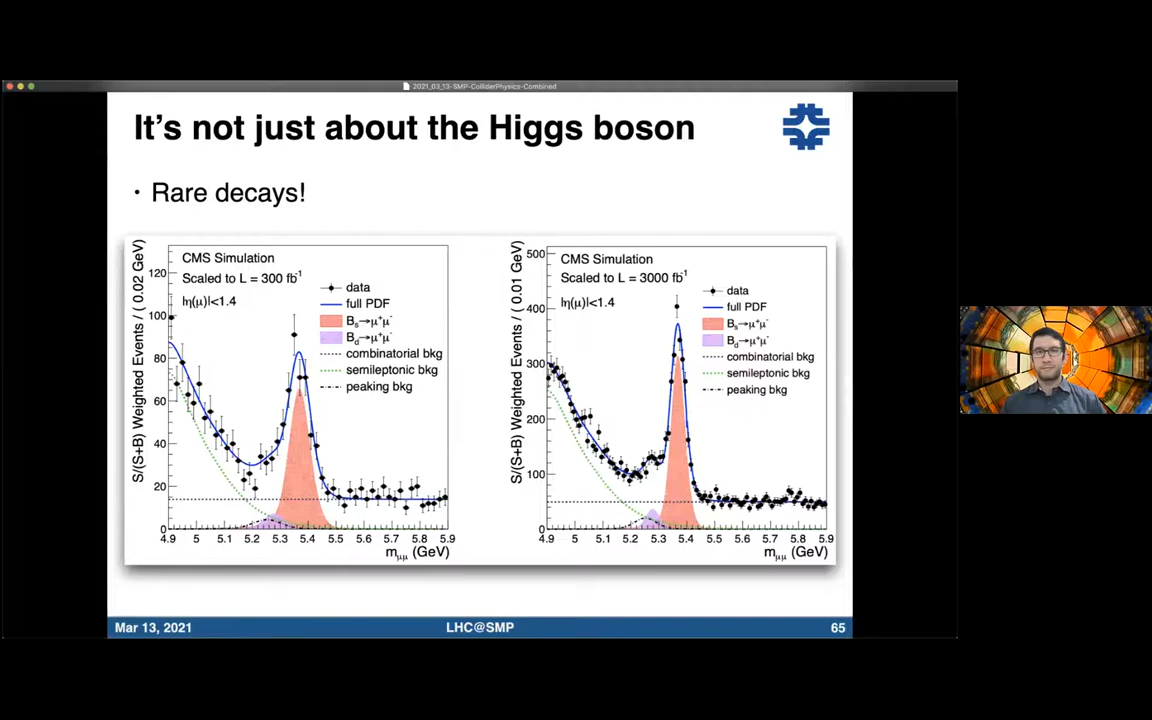 2021_03_13-SMP-ColliderPhysics-Combined
It's not just about the Higgs boson
• Rare decays!
S/(S+B) Weighted Events / ( 0.02 GeV)
CMS Simulation
Scaled to L = 300 fb⁻¹
|η(μ)|<1.4
data
full PDF
Bₛ→μ⁺μ⁻
B_d→μ⁺μ⁻
combinatorial bkg
semileptonic bkg
peaking bkg
120
100
80
60
40
20
0
4.9 5 5.1 5.2 5.3 5.4 5.5 5.6 5.7 5.8 5.9
m_μμ (GeV)
S/(S+B) Weighted Events / ( 0.01 GeV)
CMS Simulation
Scaled to L = 3000 fb⁻¹
|η(μ)|<1.4
data
full PDF
Bₛ→μ⁺μ⁻
B_d→μ⁺μ⁻
combinatorial bkg
semileptonic bkg
peaking bkg
500
400
300
200
100
0
4.9 5 5.1 5.2 5.3 5.4 5.5 5.6 5.7 5.8 5.9
m_μμ (GeV)
Mar 13, 2021 LHC@SMP 65